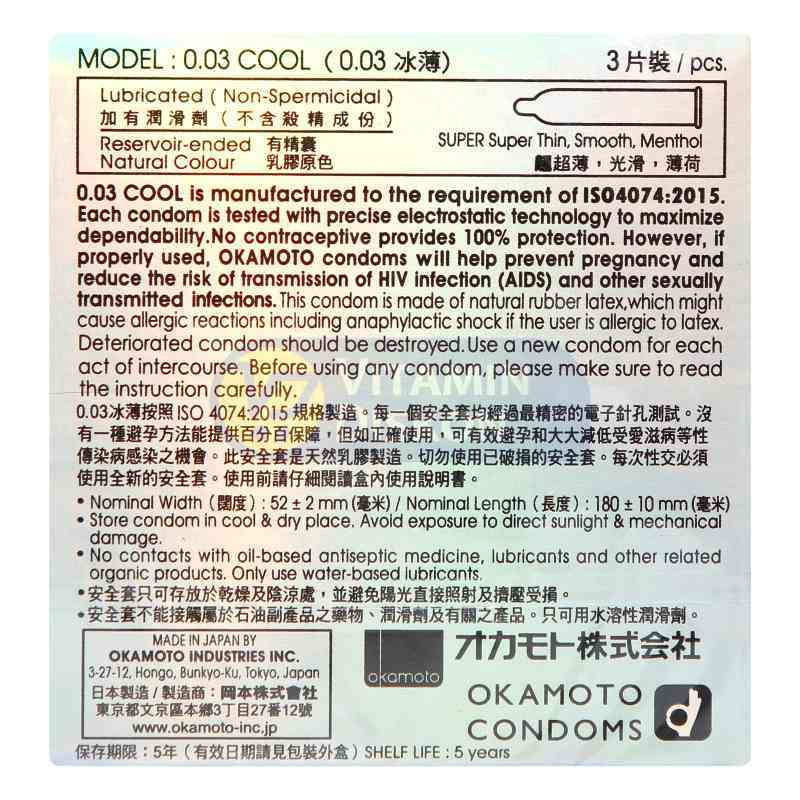 MODEL : 0.03 COOL ( 0.03 冰薄)
3 片裝 / pcs.
Lubricated ( Non-Spermicidal )
加有潤滑劑 ( 不含殺精成份 )
Reservoir-ended 有精囊
Natural Colour 乳膠原色
SUPER Super Thin, Smooth, Menthol
超薄，光滑，薄荷
0.03 COOL is manufactured to the requirement of ISO4074:2015.
Each condom is tested with precise electrostatic technology to maximize
dependability.No contraceptive provides 100% protection. However, if
properly used, OKAMOTO condoms will help prevent pregnancy and
reduce the risk of transmission of HIV infection (AIDS) and other sexually
transmitted infections. This condom is made of natural rubber latex,which might
cause allergic reactions including anaphylactic shock if the user is allergic to latex.
Deteriorated condom should be destroyed. Use a new condom for each
act of intercourse. Before using any condom, please make sure to read
the instruction carefully.
VITAMIN
0.03冰薄按照 ISO 4074:2015 規格製造。每一個安全套均經過最精密的電子針孔測試。沒
有一種避孕方法能提供百分百保障，但如正確使用，可有效避孕和大大減低受愛滋病等性
傳染病感染之機會。此安全套是天然乳膠製造。切勿使用已破損的安全套。每次性交必須
使用全新的安全套。使用前請仔細閱讀盒內使用說明書。
• Nominal Width (闊度) : 52 ± 2 mm (毫米) / Nominal Length (長度) : 180 ± 10 mm (毫米)
• Store condom in cool & dry place. Avoid exposure to direct sunlight & mechanical
damage.
• No contacts with oil-based antiseptic medicine, lubricants and other related
organic products. Only use water-based lubricants.
• 安全套只可存放於乾燥及陰涼處，並避免陽光直接照射及擠壓受損。
• 安全套不能接觸屬於石油副產品之藥物、潤滑劑及有關之產品。只可用水溶性潤滑劑。
MADE IN JAPAN BY
OKAMOTO INDUSTRIES INC.
3-27-12, Hongo, Bunkyo-Ku, Tokyo, Japan
日本製造 / 製造商：岡本株式會社
東京都文京區本鄉3丁目27番12號
www.okamoto-inc.jp
okamoto
オカモト株式会社
OKAMOTO
CONDOMS
保存期限 : 5年 (有效日期請見包裝外盒) SHELF LIFE : 5 years